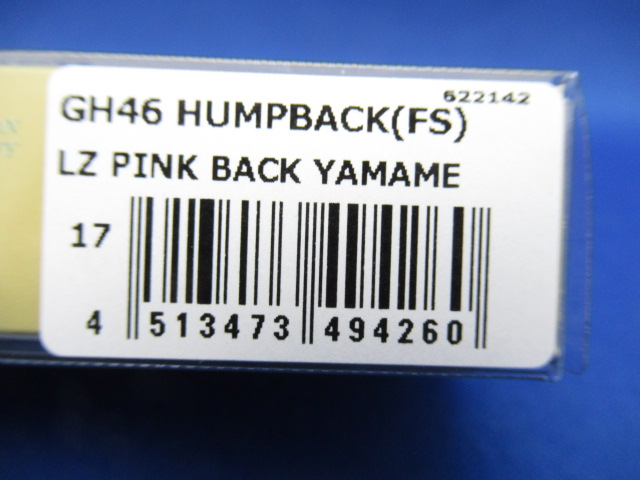 622142
GH46 HUMPBACK(FS)
LZ PINK BACK YAMAME
17
4 513473 494260